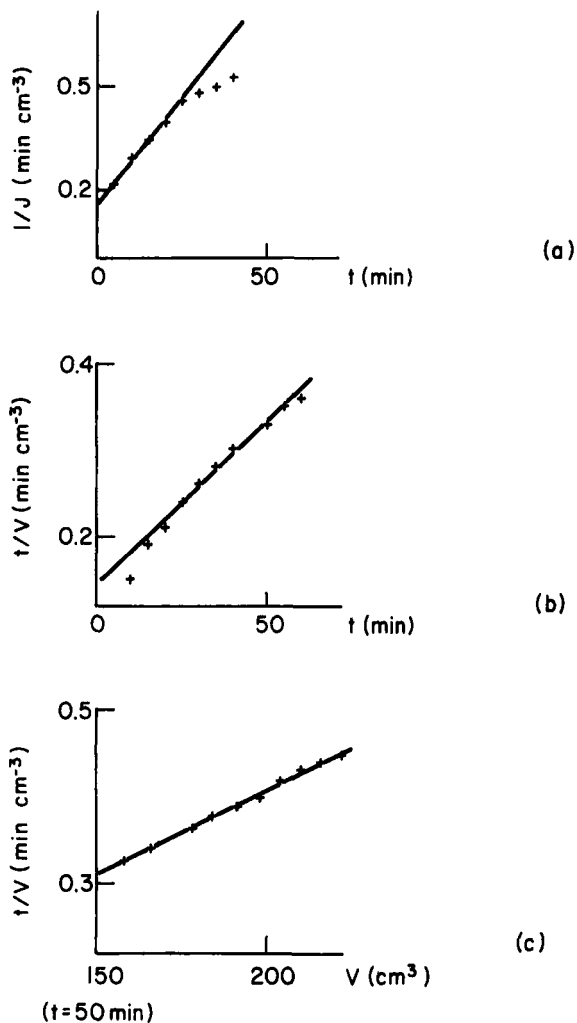 I/J (min cm⁻³)
0.5
0.2
0
50
t (min)
(a)
t/V (min cm⁻³)
0.4
0.2
0
50
t (min)
(b)
t/V (min cm⁻³)
0.5
0.3
150
200
V (cm³)
(t=50 min)
(c)